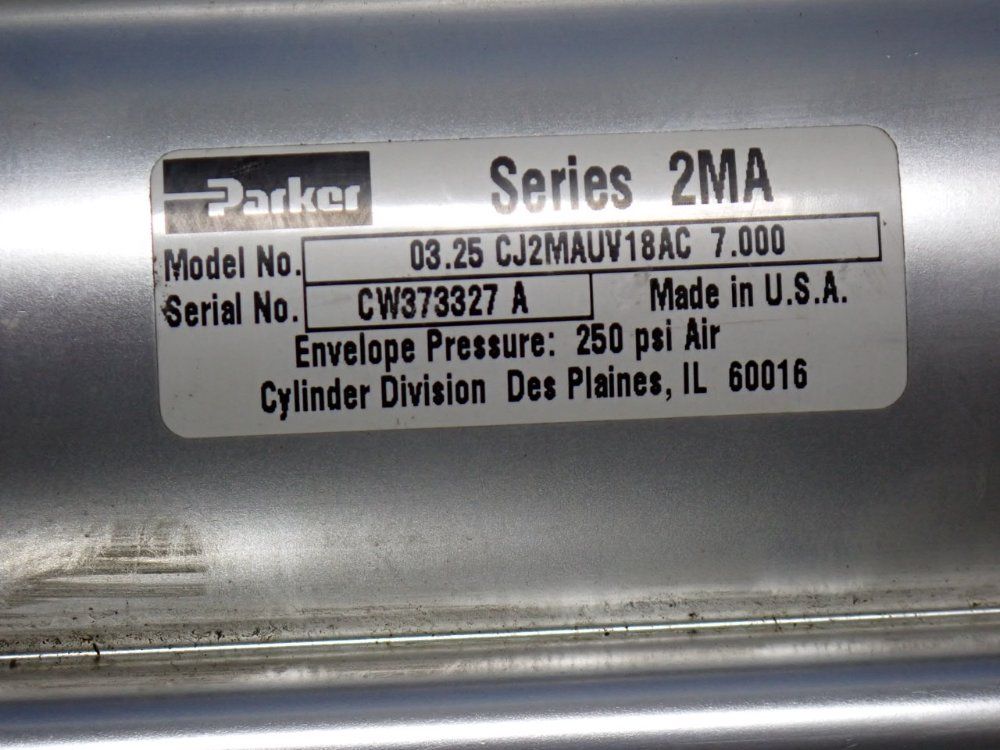 Parker Series 2MA
Model No. 03.25 CJ2MAUV18AC 7.000
Serial No. CW373327 A Made in U.S.A.
Envelope Pressure: 250 psi Air
Cylinder Division Des Plaines, IL 60016